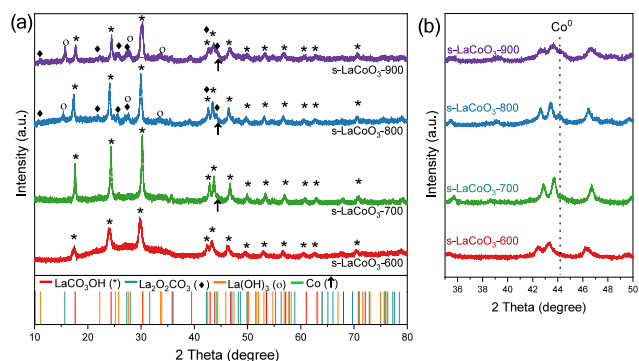 (a)
s-LaCoO₃-900
s-LaCoO₃-800
s-LaCoO₃-700
s-LaCoO₃-600
LaCO₃OH (*) La₂O₂CO₃ (♦) La(OH)₃ (o) Co (↑)
10 20 30 40 50 60 70 80
2 Theta (degree)
Intensity (a.u.)
(b)
Co⁰
s-LaCoO₃-900
s-LaCoO₃-800
s-LaCoO₃-700
s-LaCoO₃-600
36 38 40 42 44 46 48 50
2 Theta (degree)
Intensity (a.u.)